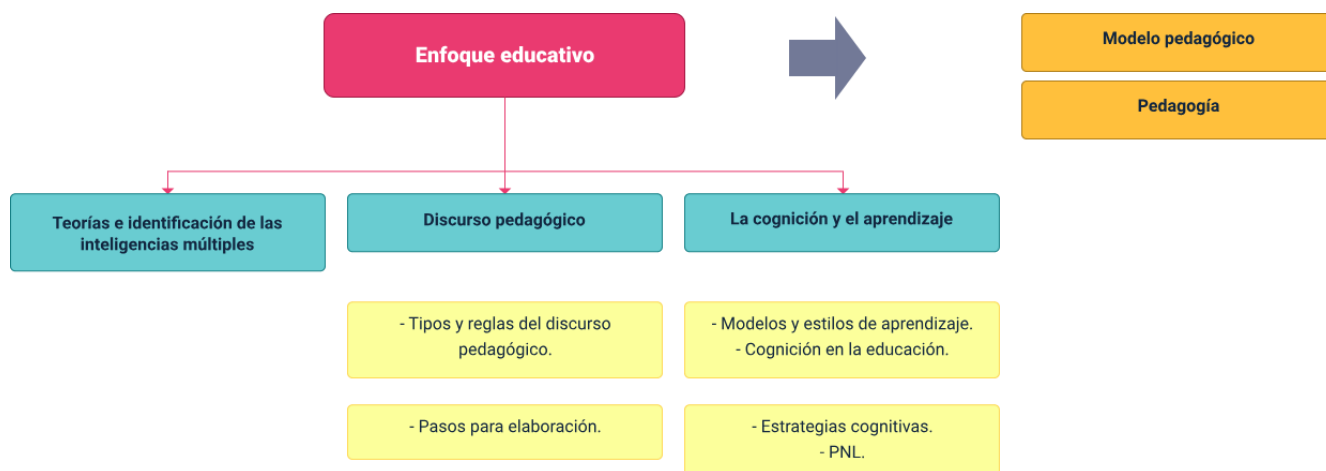 Enfoque educativo
Modelo pedagógico
Pedagogía
Teorías e identificación de las
inteligencias múltiples
Discurso pedagógico
La cognición y el aprendizaje
- Tipos y reglas del discurso
pedagógico.
- Modelos y estilos de aprendizaje.
- Cognición en la educación.
- Pasos para elaboración.
- Estrategias cognitivas.
- PNL.